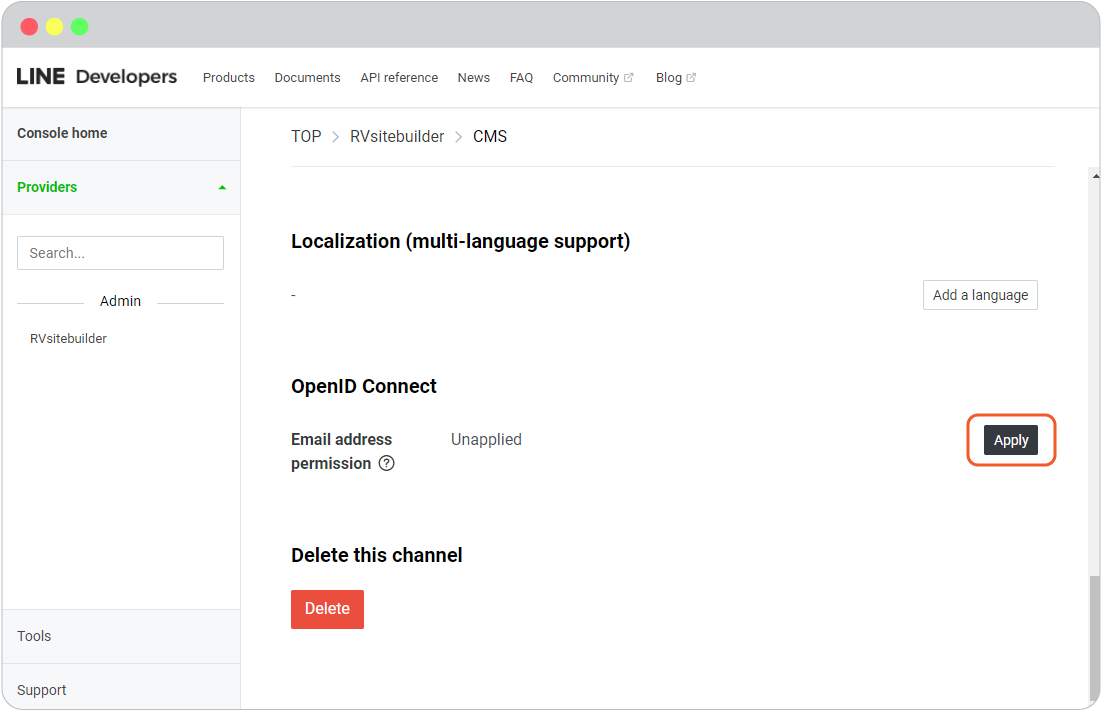 LINE Developers Products Documents API reference News FAQ Community Blog
Console home
Providers
Search...
Admin
RVsitebuilder
Tools
Support
TOP > RVsitebuilder > CMS
Localization (multi-language support)
- Add a language
OpenID Connect
Email address Unapplied Apply
permission ?
Delete this channel
Delete